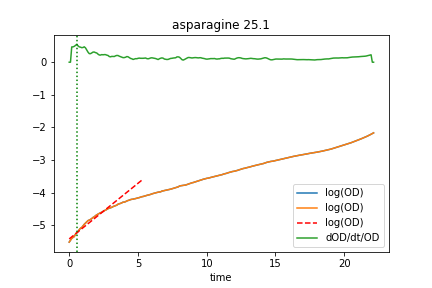 asparagine 25.1
0
−1
−2
−3
−4
−5
log(OD)
log(OD)
log(OD)
dOD/dt/OD
0 5 10 15 20
time